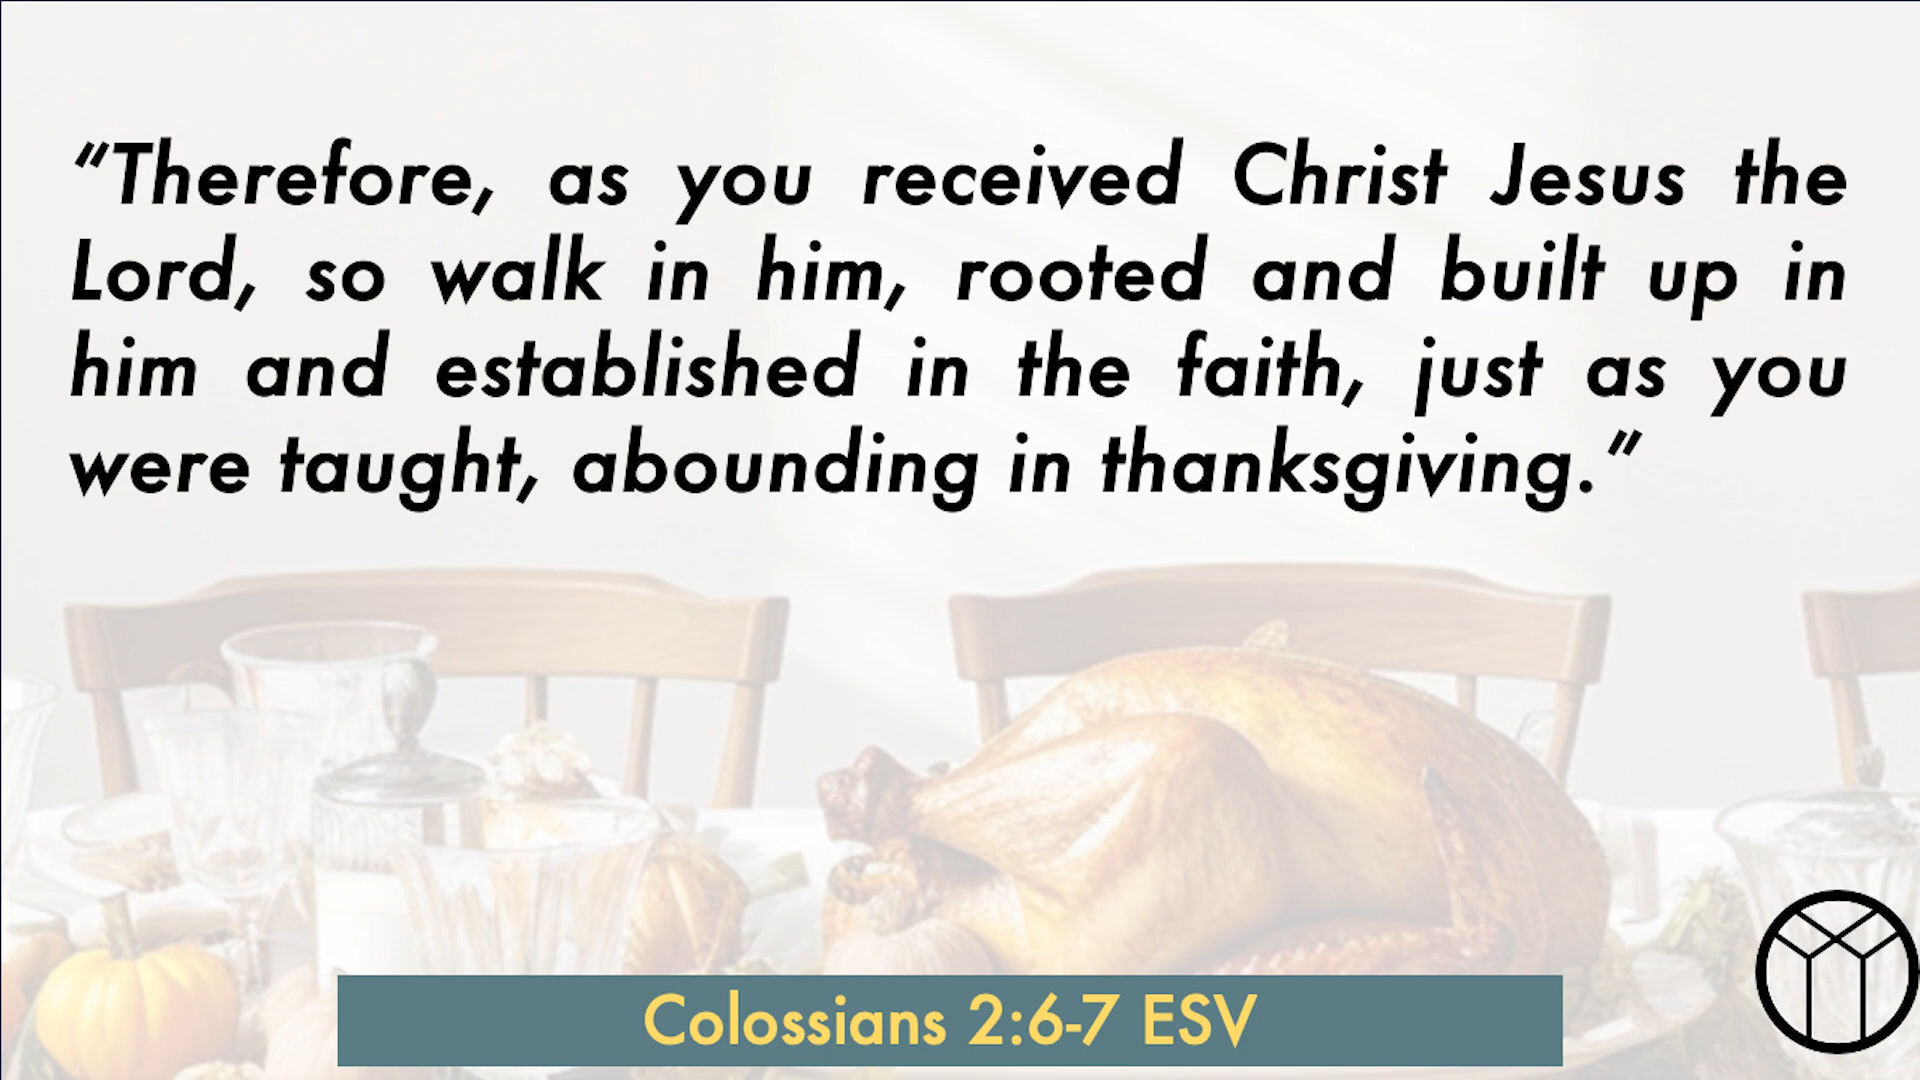 “Therefore, as you received Christ Jesus the
Lord, so walk in him, rooted and built up in
him and established in the faith, just as you
were taught, abounding in thanksgiving.”
Colossians 2:6-7 ESV